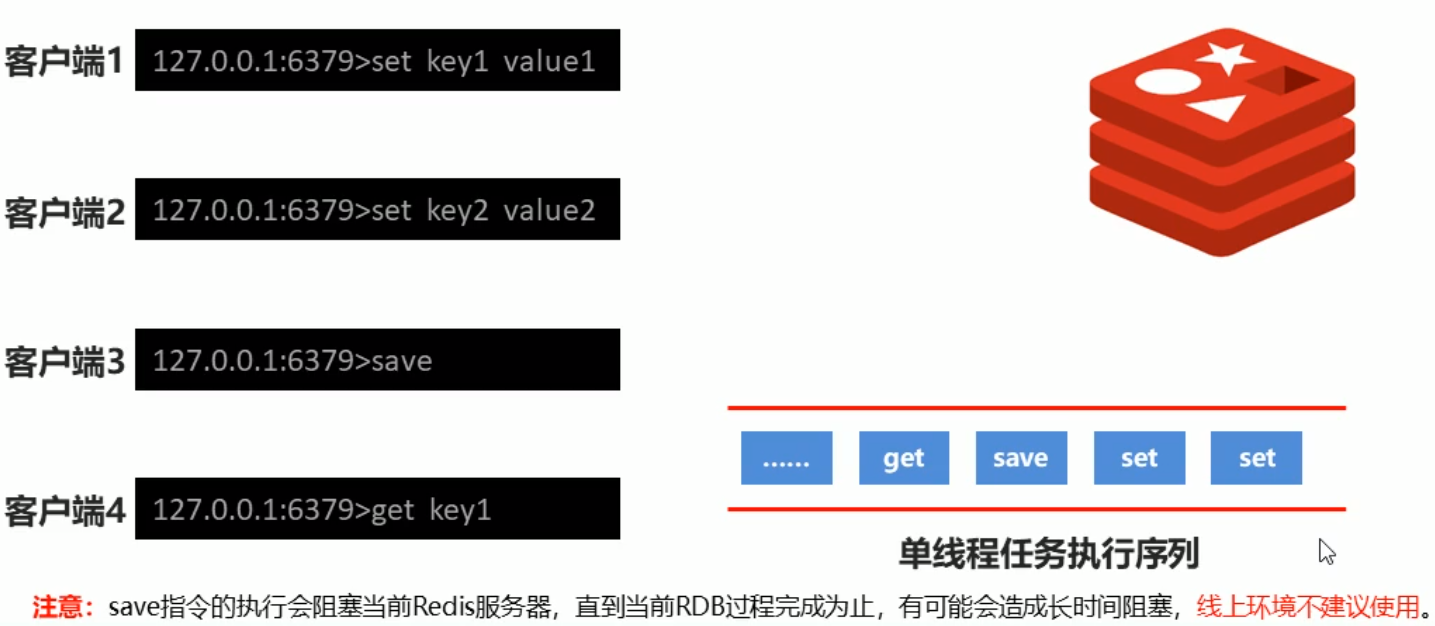 客户端1 127.0.0.1:6379>set key1 value1
客户端2 127.0.0.1:6379>set key2 value2
客户端3 127.0.0.1:6379>save
客户端4 127.0.0.1:6379>get key1
…… get save set set
单线程任务执行序列
注意：save指令的执行会阻塞当前Redis服务器，直到当前RDB过程完成为止，有可能会造成长时间阻塞，线上环境不建议使用。